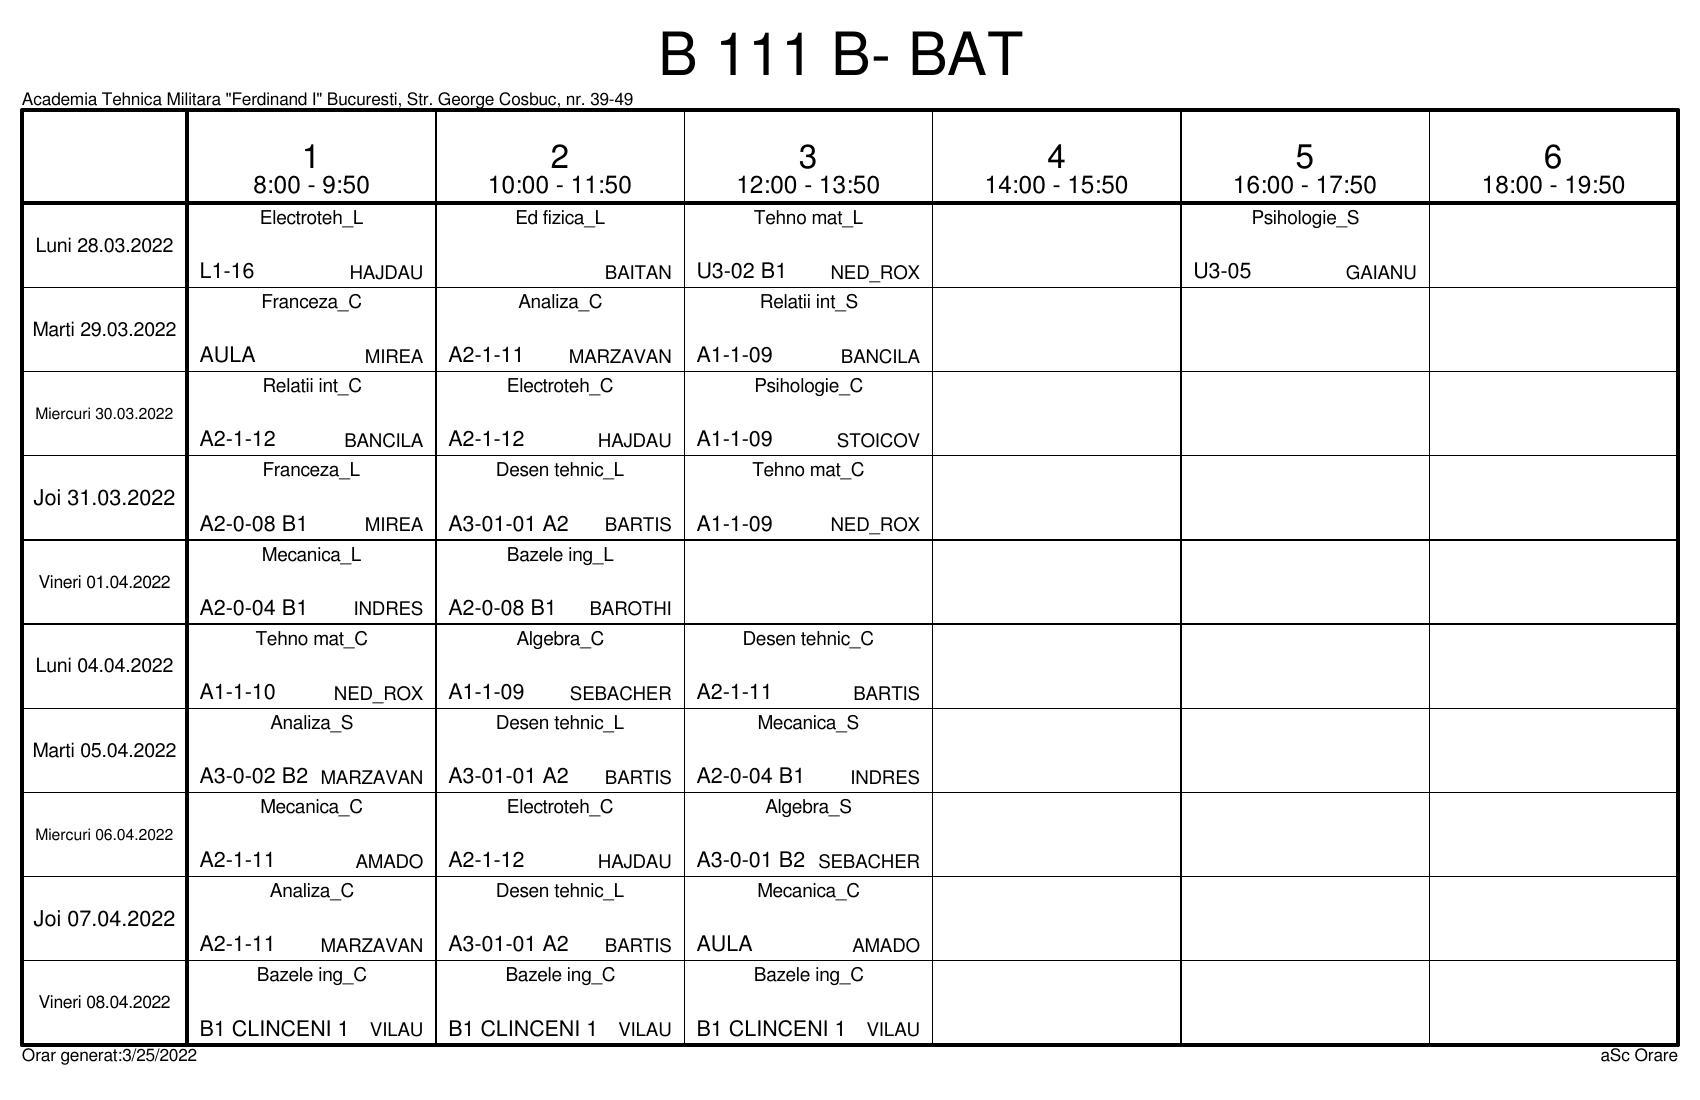 B 111 B- BAT
Academia Tehnica Militara "Ferdinand I" Bucuresti, Str. George Cosbuc, nr. 39-49
1 2 3 4 5 6
8:00 - 9:50 10:00 - 11:50 12:00 - 13:50 14:00 - 15:50 16:00 - 17:50 18:00 - 19:50
Electroteh_L Ed fizica_L Tehno mat_L Psihologie_S
Luni 28.03.2022
L1-16 HAJDAU BAITAN U3-02 B1 NED_ROX U3-05 GAIANU
Franceza_C Analiza_C Relatii int_S
Marti 29.03.2022
AULA MIREA A2-1-11 MARZAVAN A1-1-09 BANCILA
Relatii int_C Electroteh_C Psihologie_C
Miercuri 30.03.2022
A2-1-12 BANCILA A2-1-12 HAJDAU A1-1-09 STOICOV
Franceza_L Desen tehnic_L Tehno mat_C
Joi 31.03.2022
A2-0-08 B1 MIREA A3-01-01 A2 BARTIS A1-1-09 NED_ROX
Mecanica_L Bazele ing_L
Vineri 01.04.2022
A2-0-04 B1 INDRES A2-0-08 B1 BAROTHI
Tehno mat_C Algebra_C Desen tehnic_C
Luni 04.04.2022
A1-1-10 NED_ROX A1-1-09 SEBACHER A2-1-11 BARTIS
Analiza_S Desen tehnic_L Mecanica_S
Marti 05.04.2022
A3-0-02 B2 MARZAVAN A3-01-01 A2 BARTIS A2-0-04 B1 INDRES
Mecanica_C Electroteh_C Algebra_S
Miercuri 06.04.2022
A2-1-11 AMADO A2-1-12 HAJDAU A3-0-01 B2 SEBACHER
Analiza_C Desen tehnic_L Mecanica_C
Joi 07.04.2022
A2-1-11 MARZAVAN A3-01-01 A2 BARTIS AULA AMADO
Bazele ing_C Bazele ing_C Bazele ing_C
Vineri 08.04.2022
B1 CLINCENI 1 VILAU B1 CLINCENI 1 VILAU B1 CLINCENI 1 VILAU
Orar generat:3/25/2022 aSc Orare